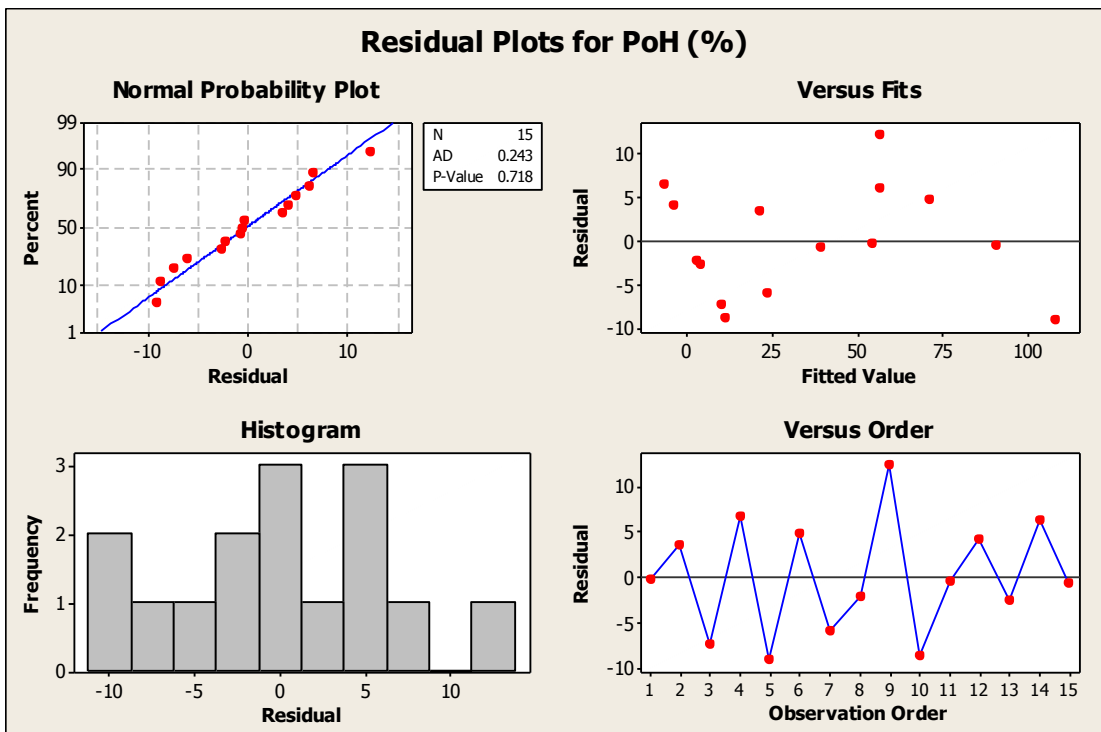 Residual Plots for PoH (%)
Normal Probability Plot
99
90
50
10
1
Percent
-10 0 10
Residual
N 15
AD 0.243
P-Value 0.718
Versus Fits
10
5
0
-5
-10
Residual
0 25 50 75 100
Fitted Value
Histogram
3
2
1
0
Frequency
-10 -5 0 5 10
Residual
Versus Order
10
5
0
-5
-10
Residual
1 2 3 4 5 6 7 8 9 10 11 12 13 14 15
Observation Order